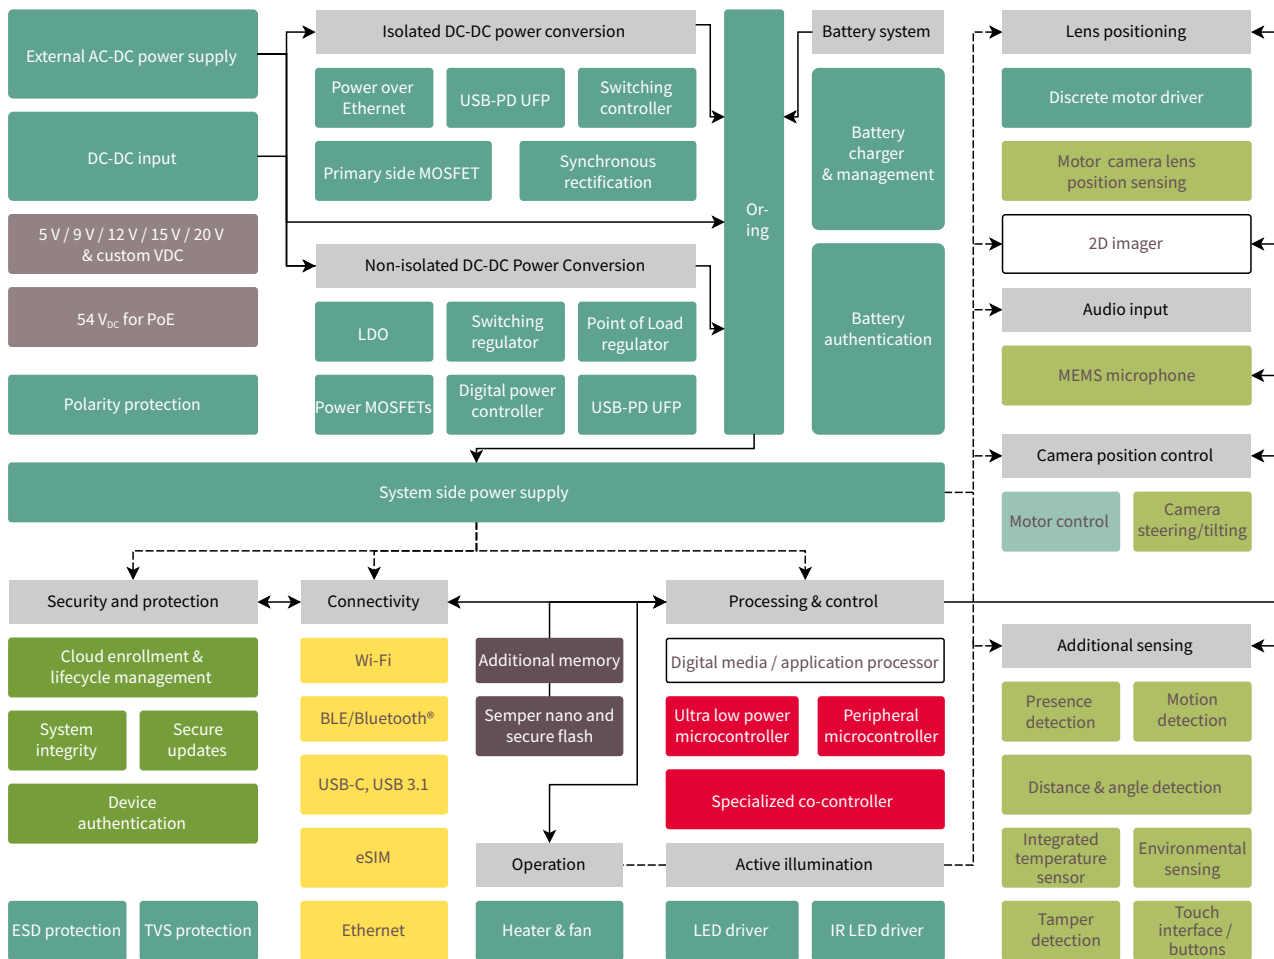 External AC-DC power supply
DC-DC input
5 V / 9 V / 12 V / 15 V / 20 V
& custom VDC
54 VDC for PoE
Polarity protection
Isolated DC-DC power conversion
Power over
Ethernet
USB-PD UFP
Switching
controller
Primary side MOSFET
Synchronous
rectification
Non-isolated DC-DC Power Conversion
LDO
Switching
regulator
Point of Load
regulator
Power MOSFETs
Digital power
controller
USB-PD UFP
Or-
ing
Battery system
Battery
charger
& management
Battery
authentication
System side power supply
Lens positioning
Discrete motor driver
Motor camera lens
position sensing
2D imager
Audio input
MEMS microphone
Camera position control
Motor control
Camera
steering/tilting
Security and protection
Cloud enrollment &
lifecycle management
System
integrity
Secure
updates
Device
authentication
ESD protection
TVS protection
Connectivity
Wi-Fi
BLE/Bluetooth®
USB-C, USB 3.1
eSIM
Ethernet
Additional memory
Semper nano and
secure flash
Operation
Heater & fan
Processing & control
Digital media / application processor
Ultra low power
microcontroller
Peripheral
microcontroller
Specialized co-controller
Active illumination
LED driver
IR LED driver
Additional sensing
Presence
detection
Motion
detection
Distance & angle detection
Integrated
temperature
sensor
Environmental
sensing
Tamper
detection
Touch
interface /
buttons